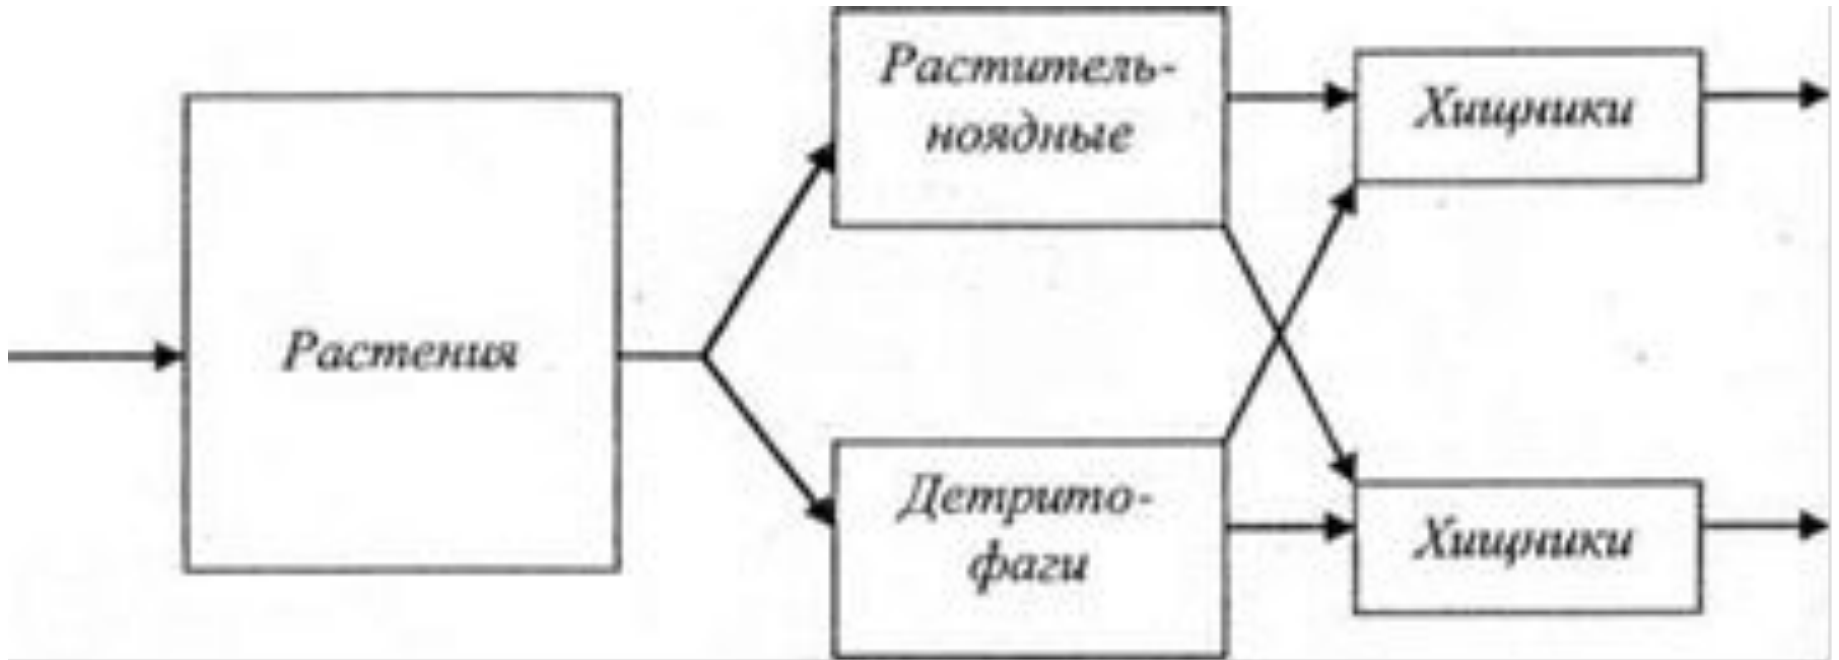 Раститель-
ноядные
Хищники
Растения
Детрито-
фаги
Хищники